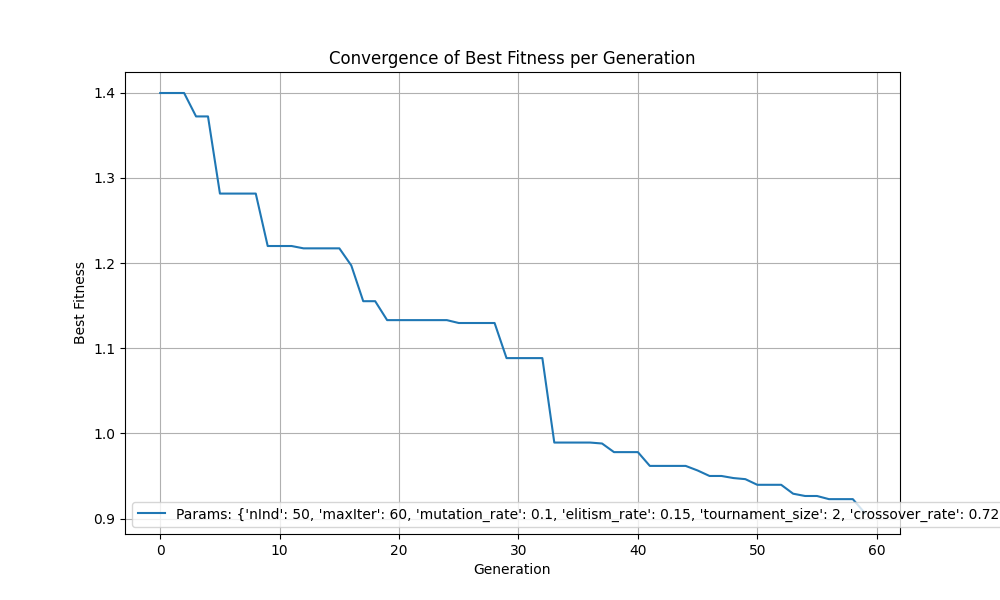 Convergence of Best Fitness per Generation
Best Fitness
1.4
1.3
1.2
1.1
1.0
0.9
Params: {'nInd': 50, 'maxIter': 60, 'mutation_rate': 0.1, 'elitism_rate': 0.15, 'tournament_size': 2, 'crossover_rate': 0.72
0 10 20 30 40 50 60
Generation